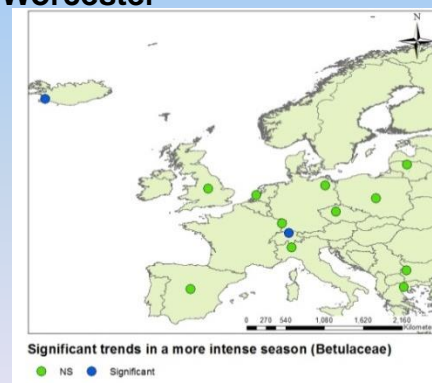 Worcester
N
0 270 540 1,080 1,620 2,160
Kilometers
Significant trends in a more intense season (Betulaceae)
NS Significant